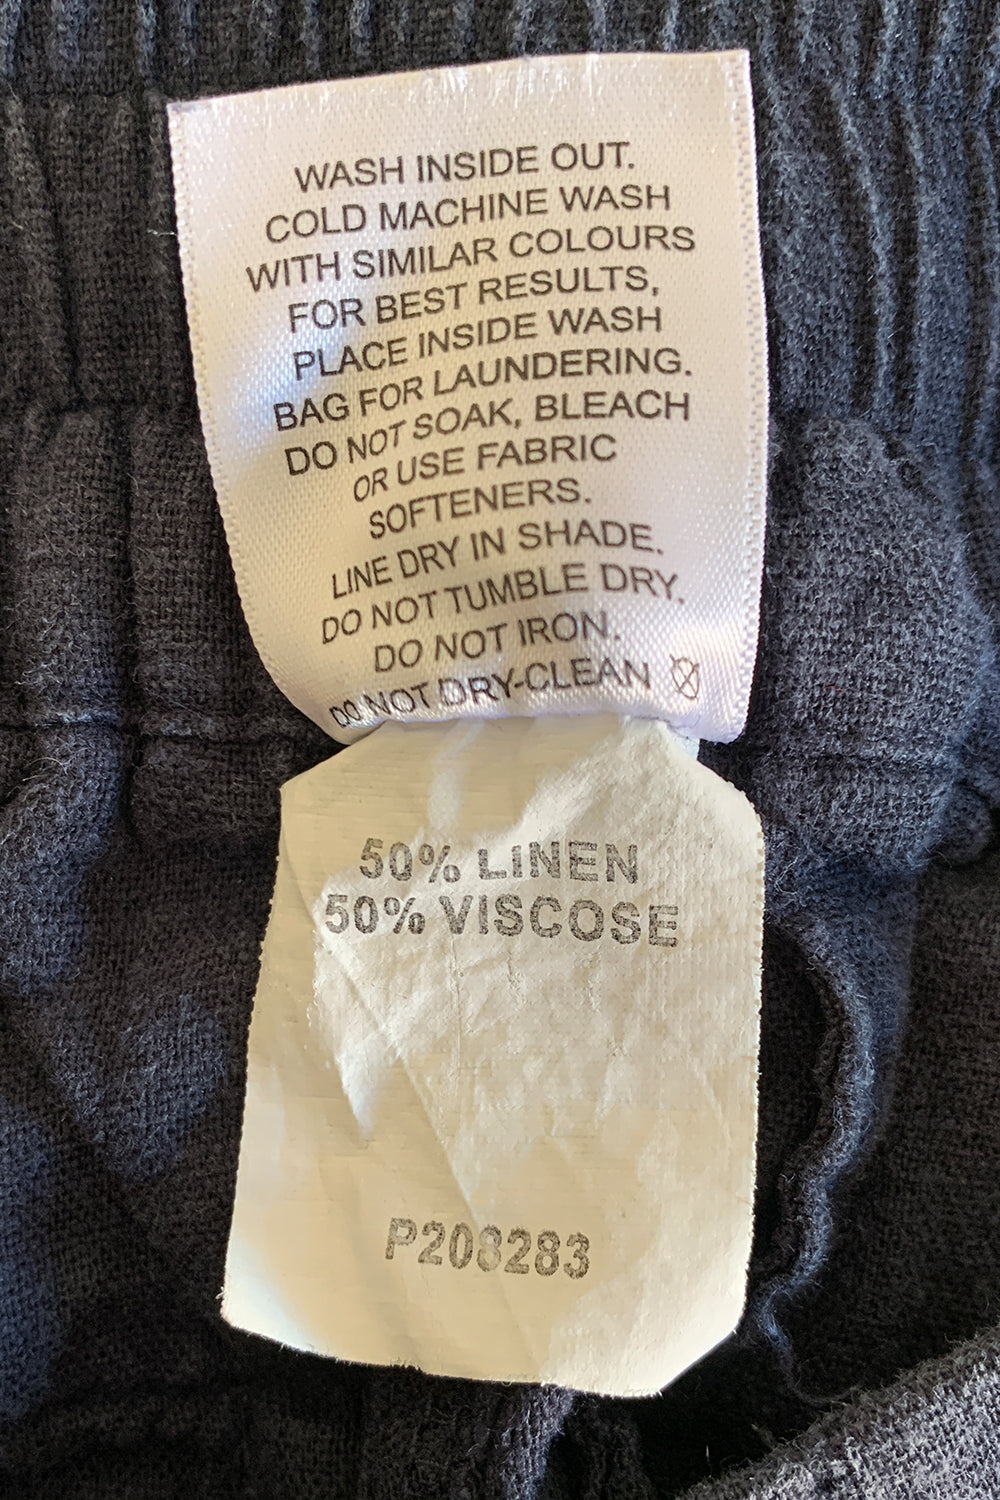 WASH INSIDE OUT.
COLD MACHINE WASH
WITH SIMILAR COLOURS
FOR BEST RESULTS,
PLACE INSIDE WASH
BAG FOR LAUNDERING.
DO NOT SOAK, BLEACH
OR USE FABRIC
SOFTENERS.
LINE DRY IN SHADE.
DO NOT TUMBLE DRY.
DO NOT IRON.
DO NOT DRY-CLEAN
50% LINEN
50% VISCOSE
P208283